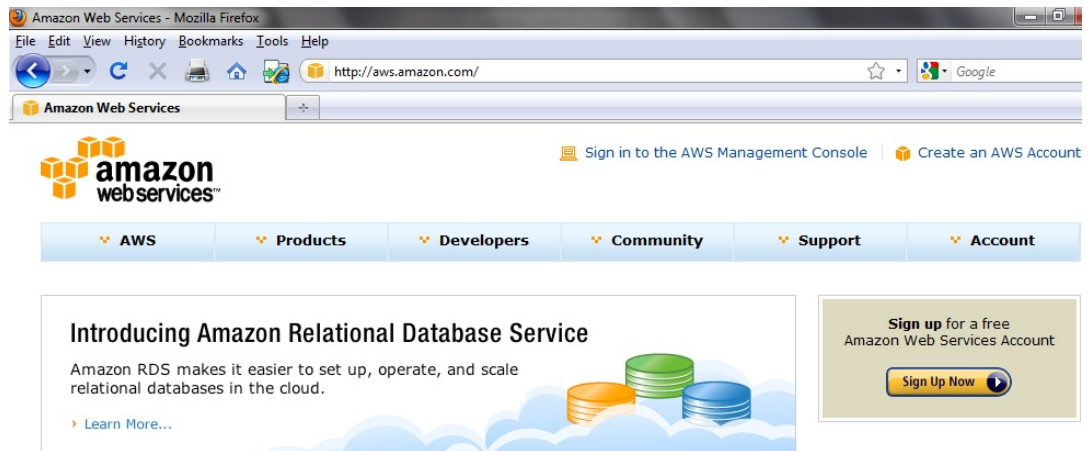 Amazon Web Services - Mozilla Firefox
File Edit View History Bookmarks Tools Help
http://aws.amazon.com/
Google
Amazon Web Services
amazon
webservices™
Sign in to the AWS Management Console
Create an AWS Account
AWS Products Developers Community Support Account
Introducing Amazon Relational Database Service
Amazon RDS makes it easier to set up, operate, and scale
relational databases in the cloud.
Learn More...
Sign up for a free
Amazon Web Services Account
Sign Up Now